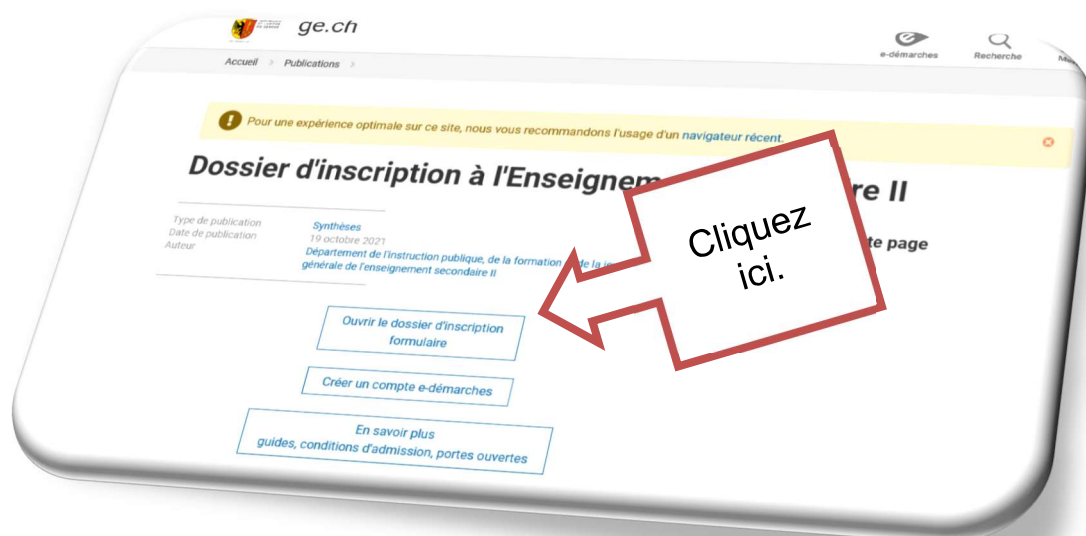 ge.ch
e-démarches
Recherche
Accueil > Publications >
Pour une expérience optimale sur ce site, nous vous recommandons l'usage d'un navigateur récent.
Dossier d'inscription à l'Enseignem re II
te page
Type de publication Synthèses
Date de publication 19 octobre 2021
Auteur Département de l'instruction publique, de la formation de la
générale de l'enseignement secondaire II
Cliquez
ici.
Ouvrir le dossier d'inscription
formulaire
Créer un compte e-démarches
En savoir plus
guides, conditions d'admission, portes ouvertes